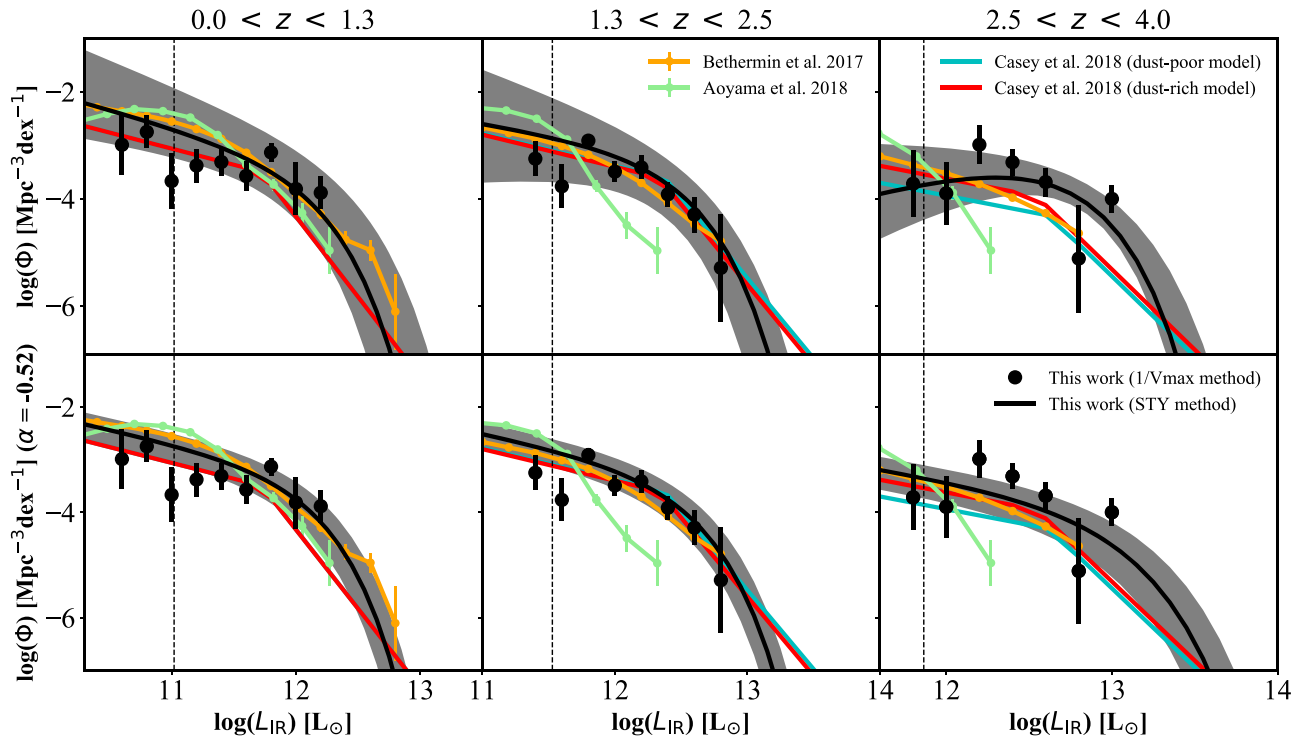 0.0 < z < 1.3
1.3 < z < 2.5
2.5 < z < 4.0
log(Φ) [Mpc⁻³dex⁻¹]
−2
−4
−6
Bethermin et al. 2017
Aoyama et al. 2018
Casey et al. 2018 (dust-poor model)
Casey et al. 2018 (dust-rich model)
log(Φ) [Mpc⁻³dex⁻¹] (α = -0.52)
−2
−4
−6
This work (1/Vmax method)
This work (STY method)
11 12 13
11 12 13
14 12 13 14
log(L_IR) [L_⊙]
log(L_IR) [L_⊙]
log(L_IR) [L_⊙]